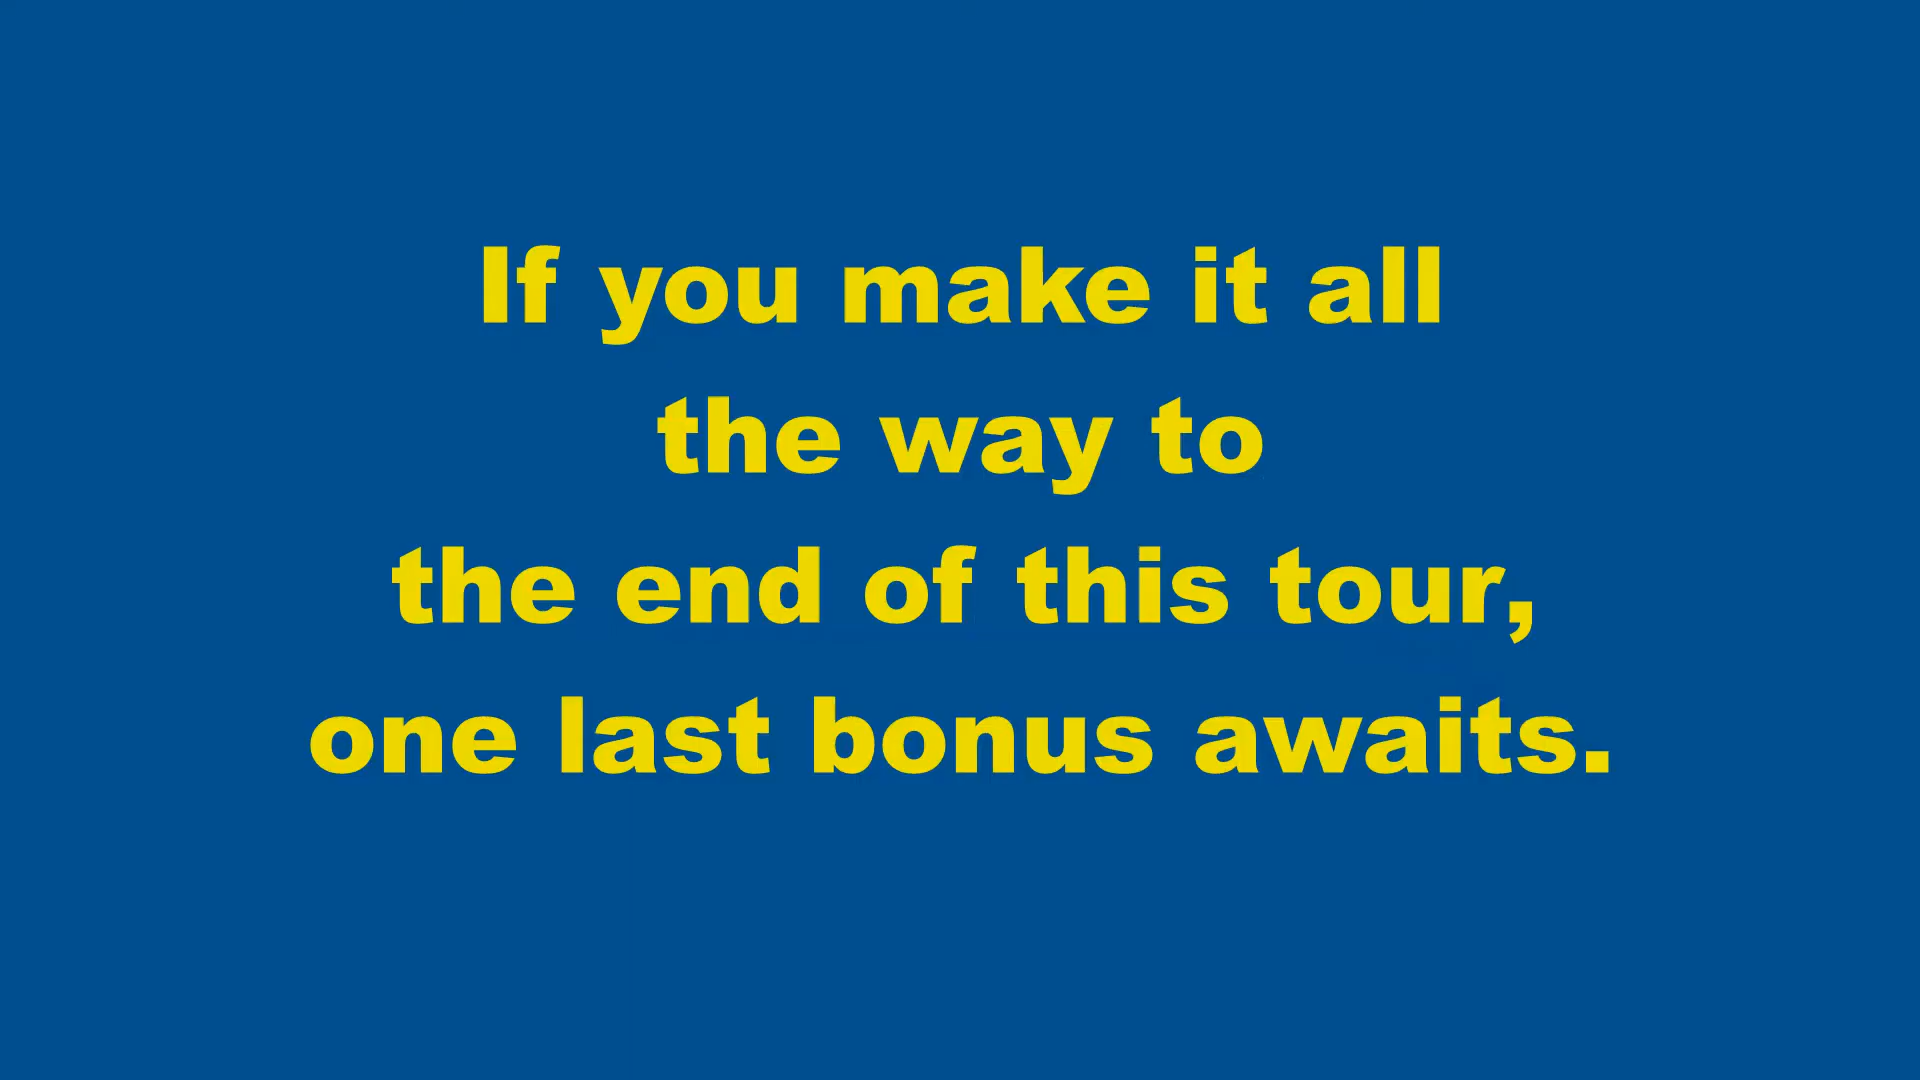 If you make it all
the way to
the end of this tour,
one last bonus awaits.